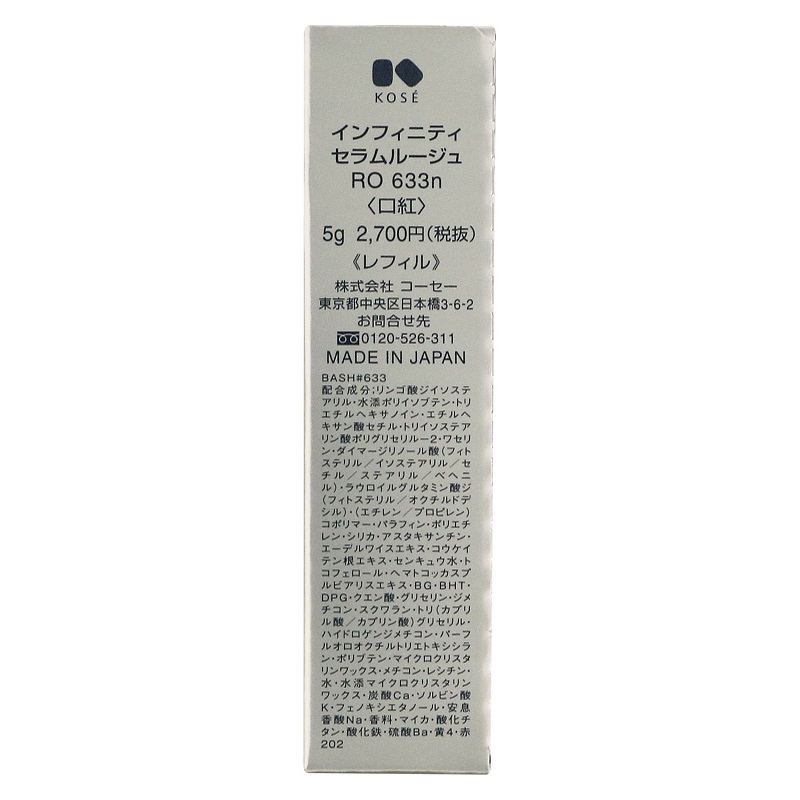 KOSÉ
インフィニティ
セラムルージュ
RO 633n
〈口紅〉
5g 2,700円(税抜)
《レフィル》
株式会社 コーセー
東京都中央区日本橋3-6-2
お問合せ先
0120-526-311
MADE IN JAPAN
BASH#633
配合成分:リンゴ酸ジイソステ
アリル・水添ポリイソブテン・トリ
エチルヘキサノイン・エチルヘ
キサン酸セチル・トリイソステア
リン酸ポリグリセリル-2・ワセリ
ン・ダイマージリノール酸(フィト
ステリル/イソステアリル/セ
チル/ステアリル/ベヘニ
ル)・ラウロイルグルタミン酸ジ
(フィトステリル/オクチルドデ
シル)・(エチレン/プロピレン)
コポリマー・パラフィン・ポリエチ
レン・シリカ・アスタキサンチン・
エーデルワイスエキス・コウケイ
テン根エキス・センキュウ水・ト
コフェロール・ヘマトコッカスプ
ルビアリスエキス・BG・BHT・
DPG・クエン酸・グリセリン・ジメ
チコン・スクワラン・トリ(カプリ
ル酸/カプリン酸)グリセリル・
ハイドロゲンジメチコン・パーフ
ルオロオクチルトリエトキシシラ
ン・ポリブテン・マイクロクリスタ
リンワックス・メチコン・レシチン・
水・水添マイクロクリスタリン
ワックス・炭酸Ca・ソルビン酸
K・フェノキシエタノール・安息
香酸Na・香料・マイカ・酸化チ
タン・酸化鉄・硫酸Ba・黄4・赤
202